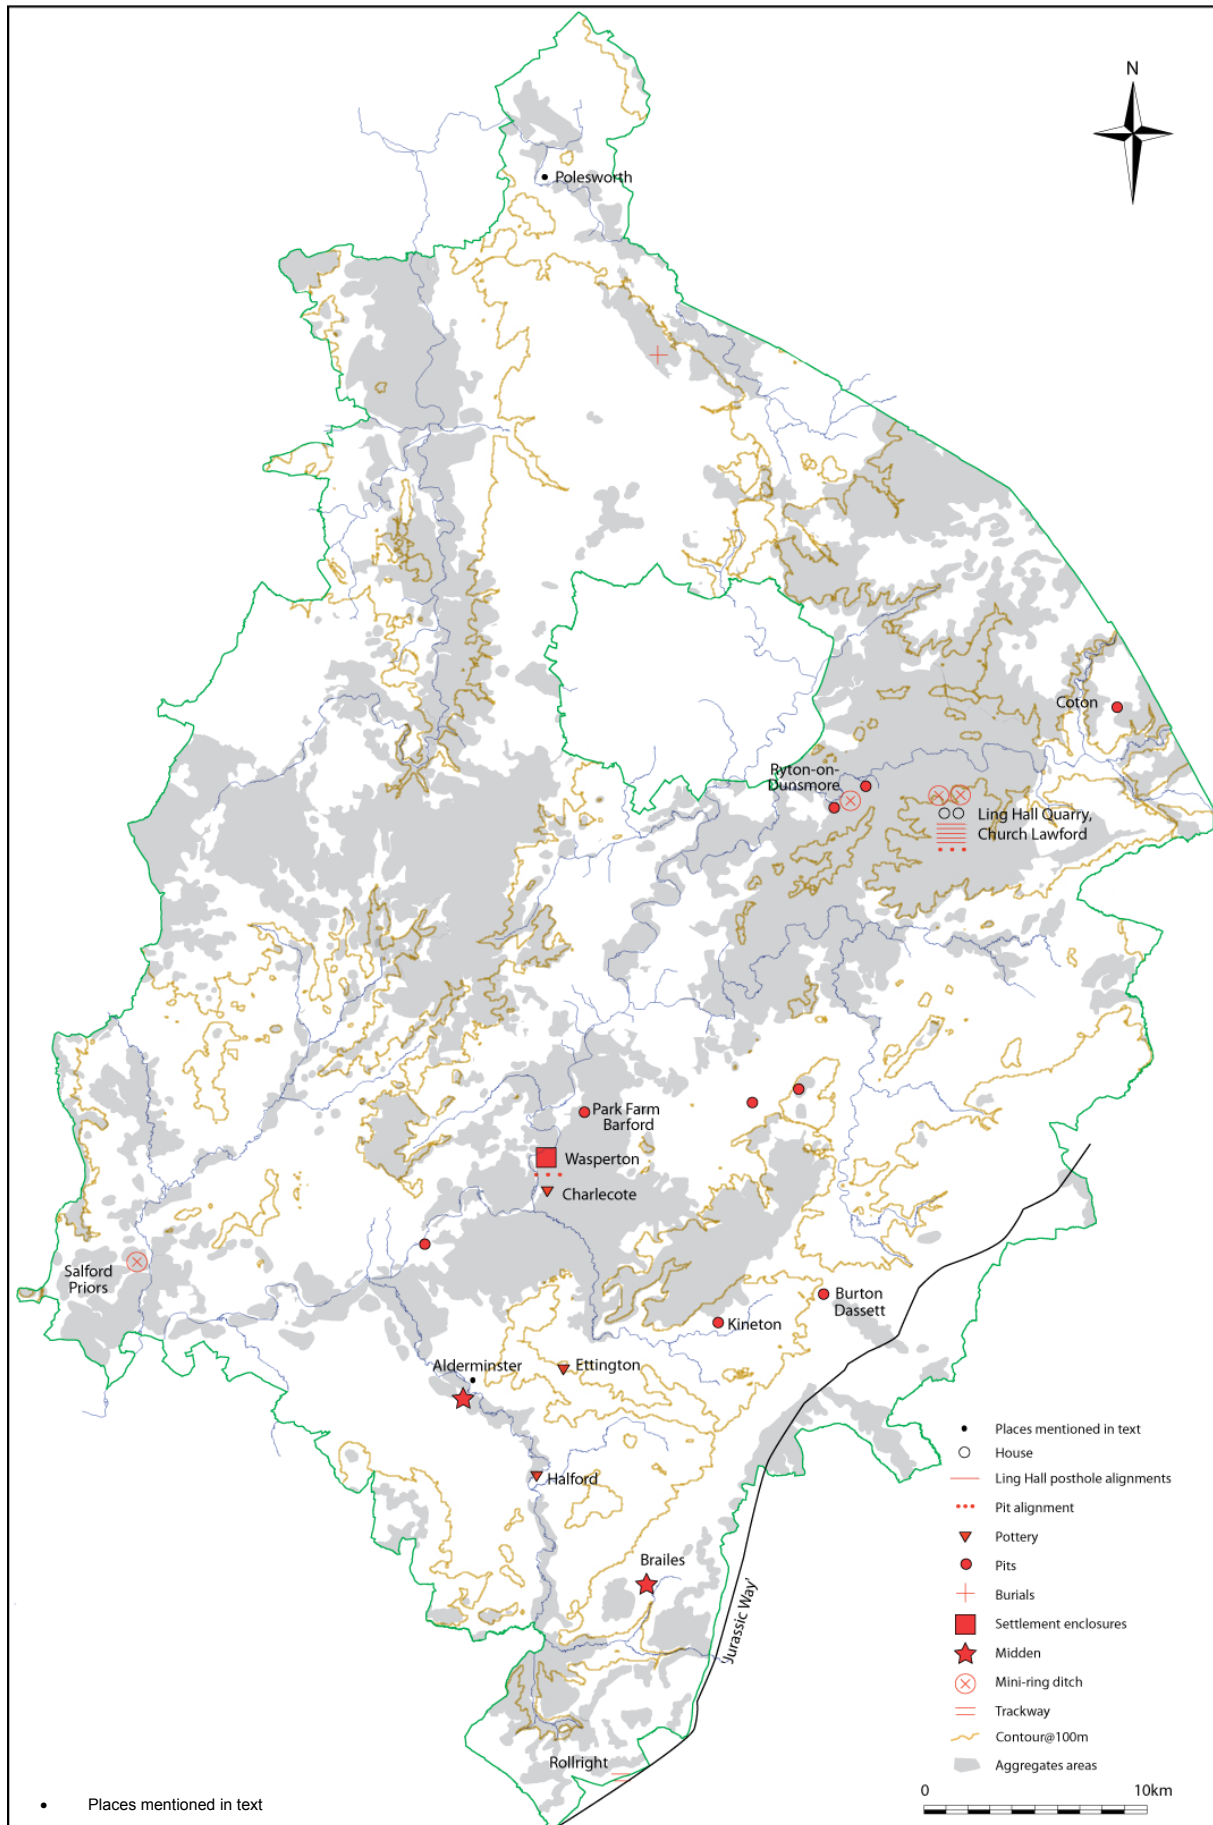 N
Polesworth
Coton
Ryton-on-
Dunsmore
Ling Hall Quarry,
Church Lawford
Park Farm
Barford
Wasperton
Charlecote
Salford
Priors
Burton
Dassett
Kineton
Alderminster
Ettington
Halford
Brailes
'Jurassic Way'
Rollright
Places mentioned in text
House
Ling Hall posthole alignments
Pit alignment
Pottery
Pits
Burials
Settlement enclosures
Midden
Mini-ring ditch
Trackway
Contour@100m
Aggregates areas
0 10km
Places mentioned in text